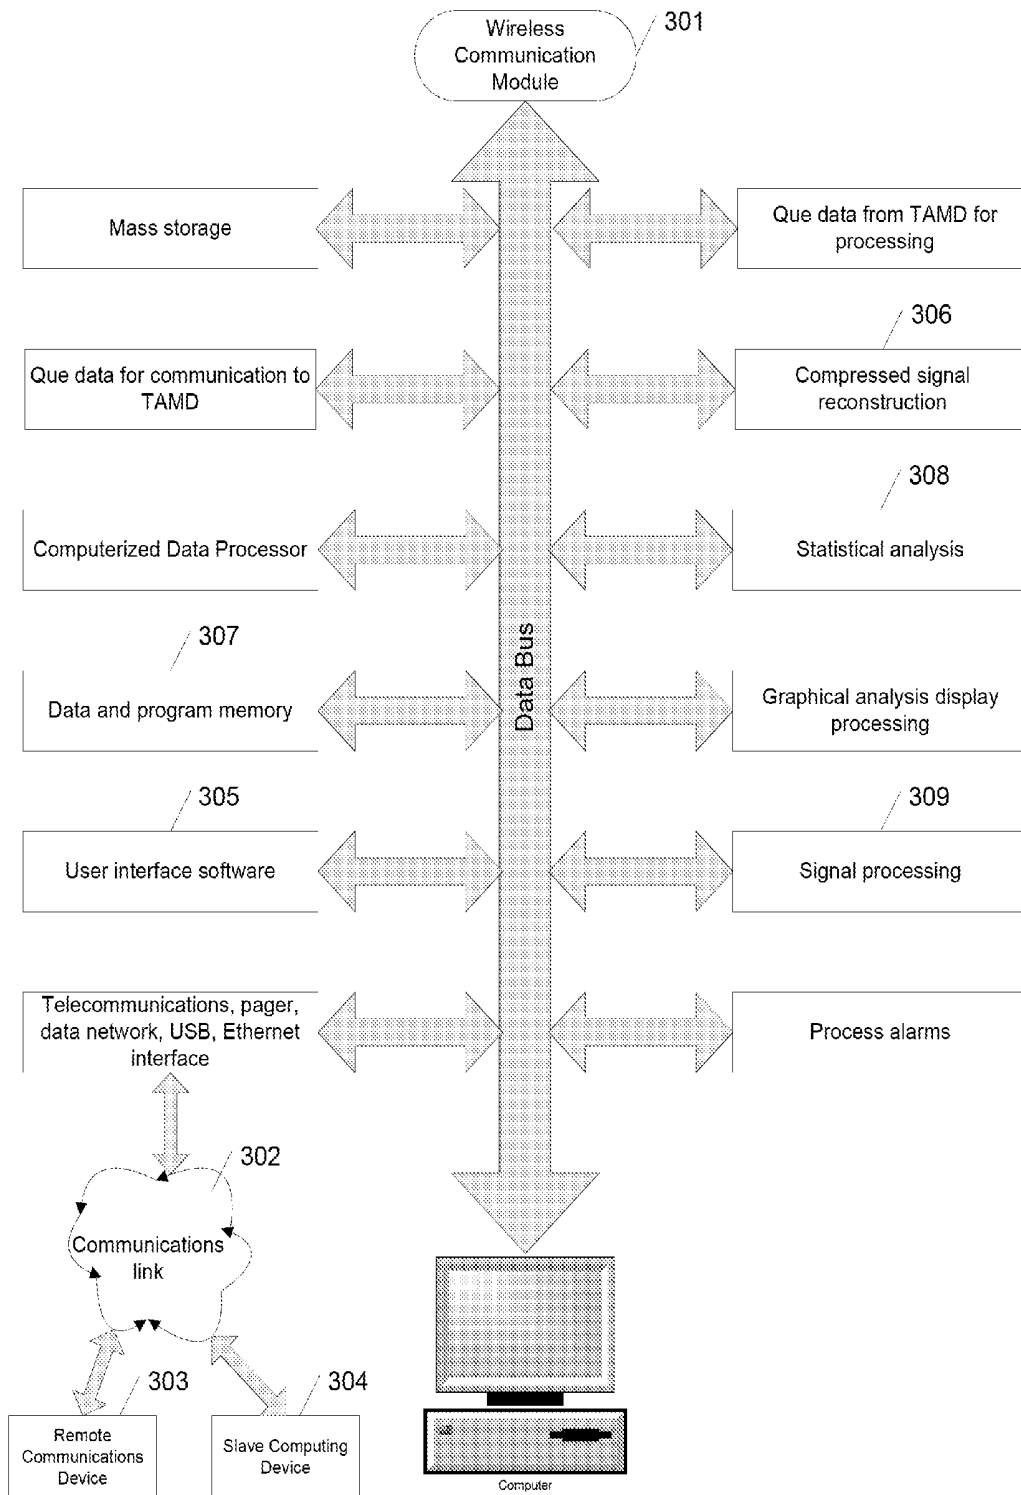 301
Wireless
Communication
Module
Mass storage
Que data from TAMD for
processing
306
Que data for communication to
TAMD
Compressed signal
reconstruction
308
Computerized Data Processor
Statistical analysis
307
Data Bus
Data and program memory
Graphical analysis display
processing
305
309
User interface software
Signal processing
Telecommunications, pager,
data network, USB, Ethernet
interface
Process alarms
302
Communications
link
303
304
Remote
Communications
Device
Slave Computing
Device
Computer